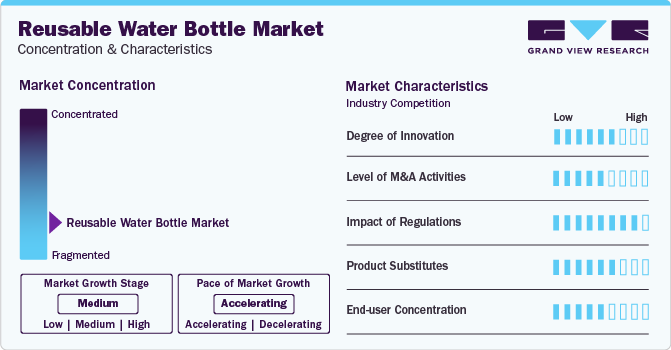 Reusable Water Bottle Market
Concentration & Characteristics
GRAND VIEW RESEARCH
Market Concentration
Concentrated
Reusable Water Bottle Market
Fragmented
Market Growth Stage
Medium
Low | Medium | High
Pace of Market Growth
Accelerating
Accelerating | Decelerating
Market Characteristics
Industry Competition
Low High
Degree of Innovation
Level of M&A Activities
Impact of Regulations
Product Substitutes
End-user Concentration